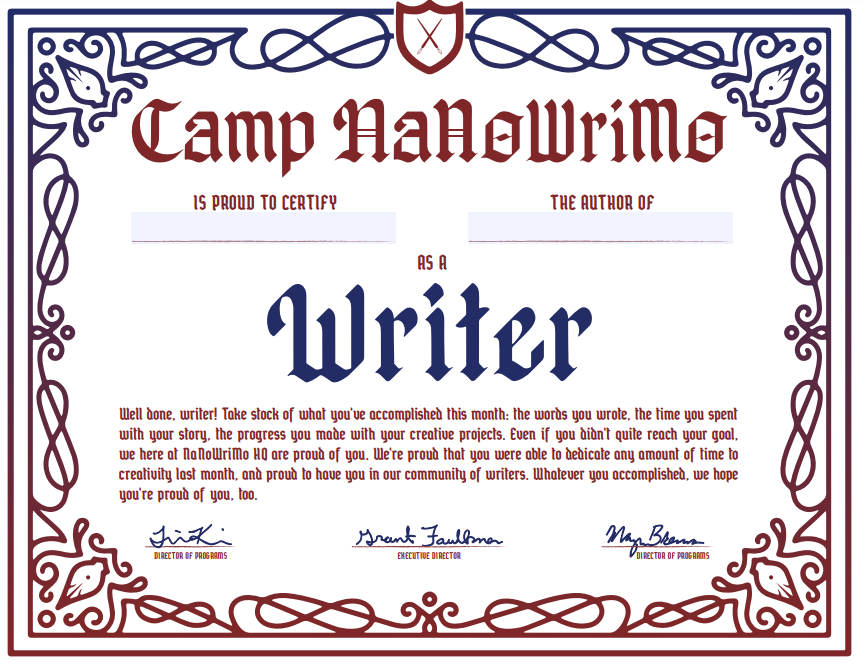 Camp NaNoWriMo
IS PROUD TO CERTIFY
THE AUTHOR OF
AS A
Writer
Well done, writer! Take stock of what you've accomplished this month: the words you wrote, the time you spent
with your story, the progress you made with your creative projects. Even if you didn't quite reach your goal,
we here at NaNoWriMo HQ are proud of you. We're proud that you were able to dedicate any amount of time to
creativity last month, and proud to have you in our community of writers. Whatever you accomplished, we hope
you're proud of you, too.
Grant Faulkner
DIRECTOR OF PROGRAMS
EXECUTIVE DIRECTOR
DIRECTOR OF PROGRAMS